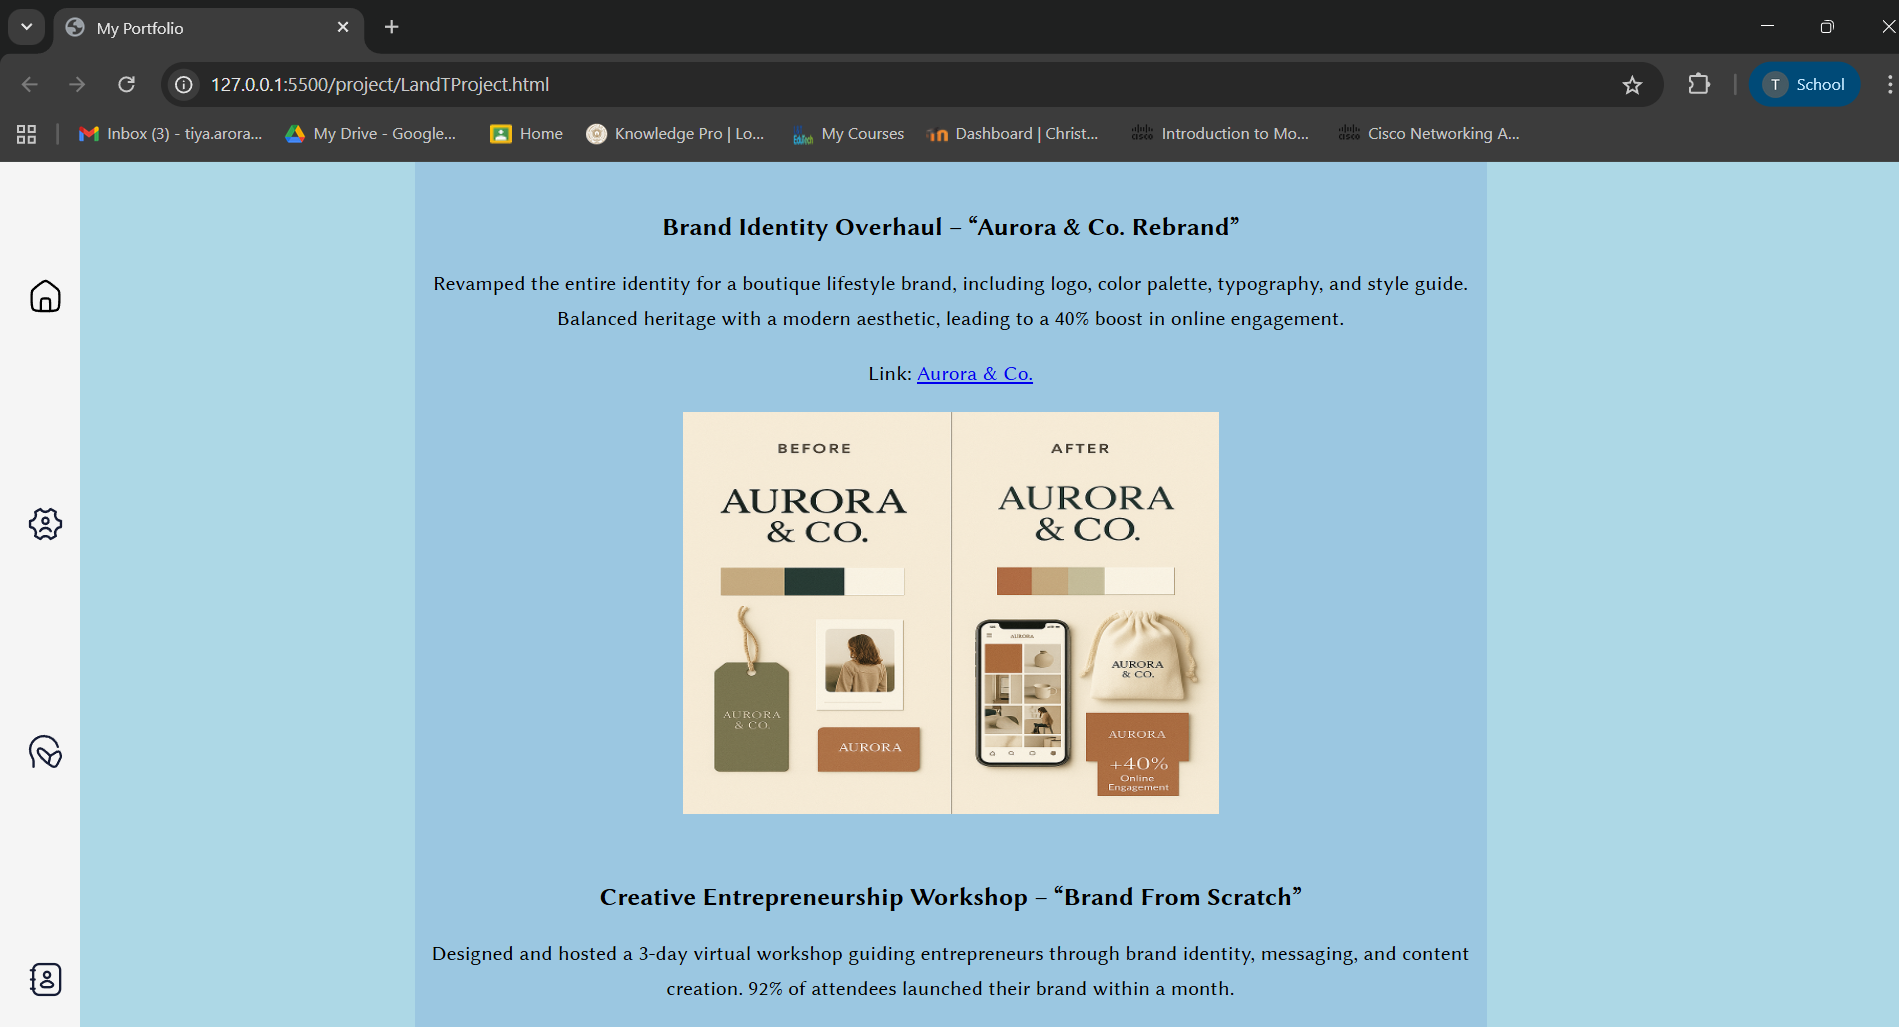 My Portfolio
127.0.0.1:5500/project/LandTProject.html
T School
Inbox (3) - tiya.arora... My Drive - Google... Home Knowledge Pro | Lo... My Courses Dashboard | Christ... Introduction to Mo... Cisco Networking A...
Brand Identity Overhaul – “Aurora & Co. Rebrand”
Revamped the entire identity for a boutique lifestyle brand, including logo, color palette, typography, and style guide.
Balanced heritage with a modern aesthetic, leading to a 40% boost in online engagement.
Link: Aurora & Co.
BEFORE
AURORA
& CO.
AURORA
& CO.
AURORA
AFTER
AURORA
& CO.
AURORA
AURORA
& CO.
AURORA
+40%
Online
Engagement
Creative Entrepreneurship Workshop – “Brand From Scratch”
Designed and hosted a 3-day virtual workshop guiding entrepreneurs through brand identity, messaging, and content
creation. 92% of attendees launched their brand within a month.